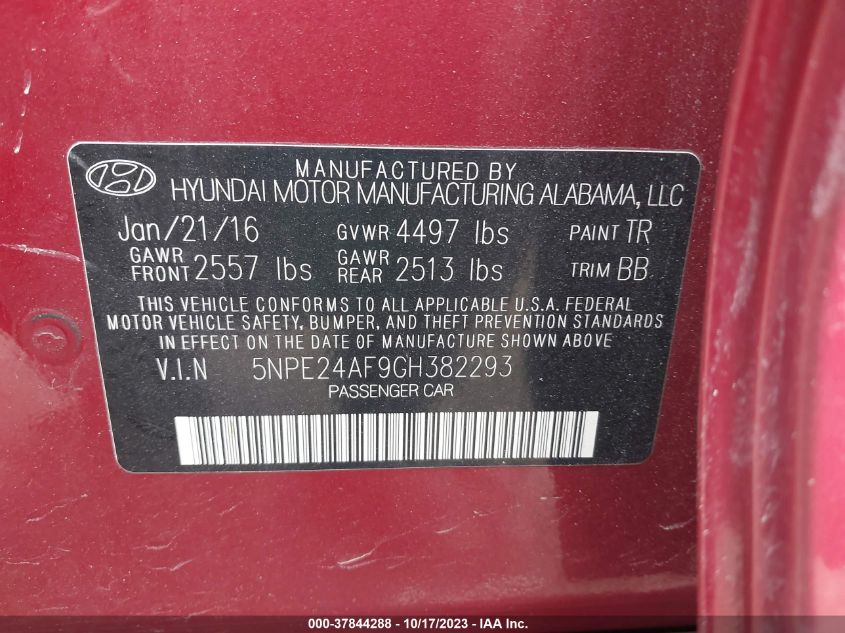 MANUFACTURED BY
HYUNDAI MOTOR MANUFACTURING ALABAMA, LLC
Jan/21/16 GVWR 4497 lbs PAINT TR
GAWR FRONT 2557 lbs GAWR REAR 2513 lbs TRIM BB
THIS VEHICLE CONFORMS TO ALL APPLICABLE U.S.A. FEDERAL
MOTOR VEHICLE SAFETY, BUMPER, AND THEFT PREVENTION STANDARDS
IN EFFECT ON THE DATE OF MANUFACTURE SHOWN ABOVE
V.I.N 5NPE24AF9GH382293
PASSENGER CAR
000-37844288 - 10/17/2023 - IAA Inc.